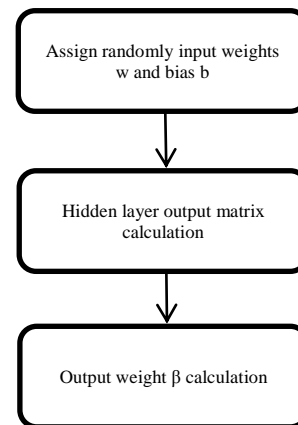 Assign randomly input weights
w and bias b
Hidden layer output matrix
calculation
Output weight β calculation